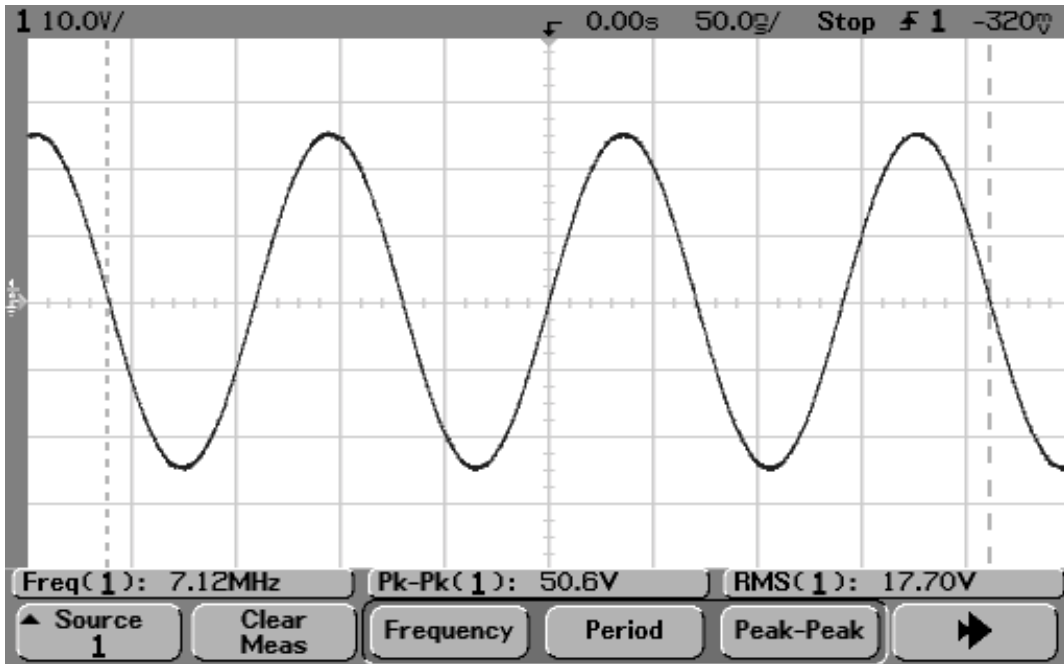 1 10.0V/ 0.00s 50.0ns/ Stop 1 -320mV
Freq(1): 7.12MHz Pk-Pk(1): 50.6V RMS(1): 17.70V
Source 1 Clear Meas Frequency Period Peak-Peak